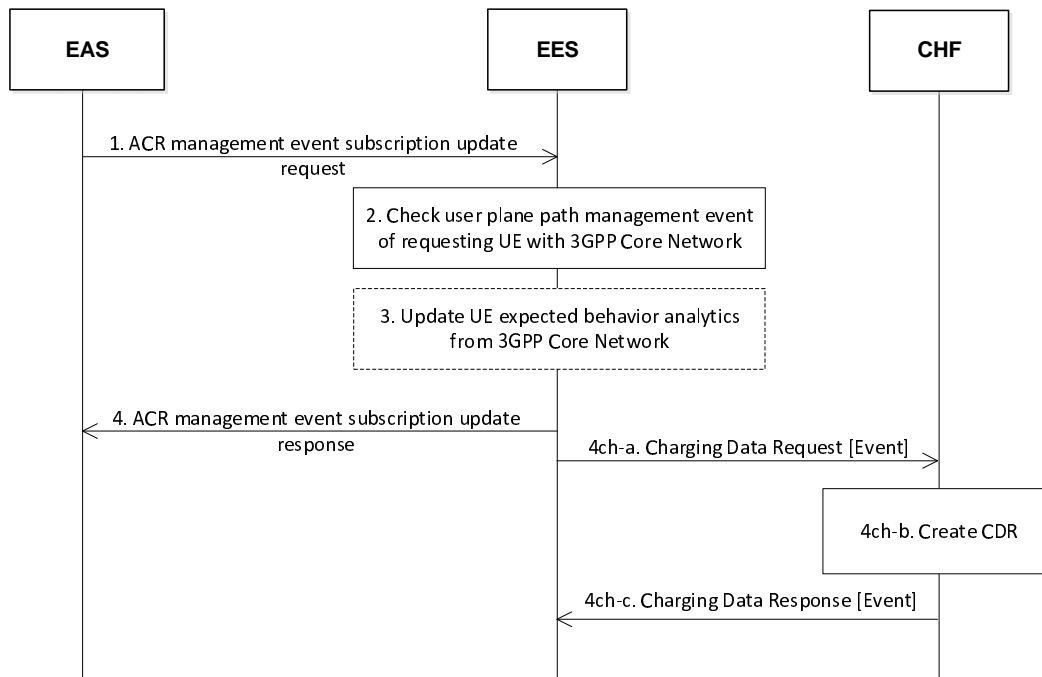 EAS
EES
CHF
1. ACR management event subscription update
request
2. Check user plane path management event
of requesting UE with 3GPP Core Network
3. Update UE expected behavior analytics
from 3GPP Core Network
4. ACR management event subscription update
response
4ch-a. Charging Data Request [Event]
4ch-b. Create CDR
4ch-c. Charging Data Response [Event]